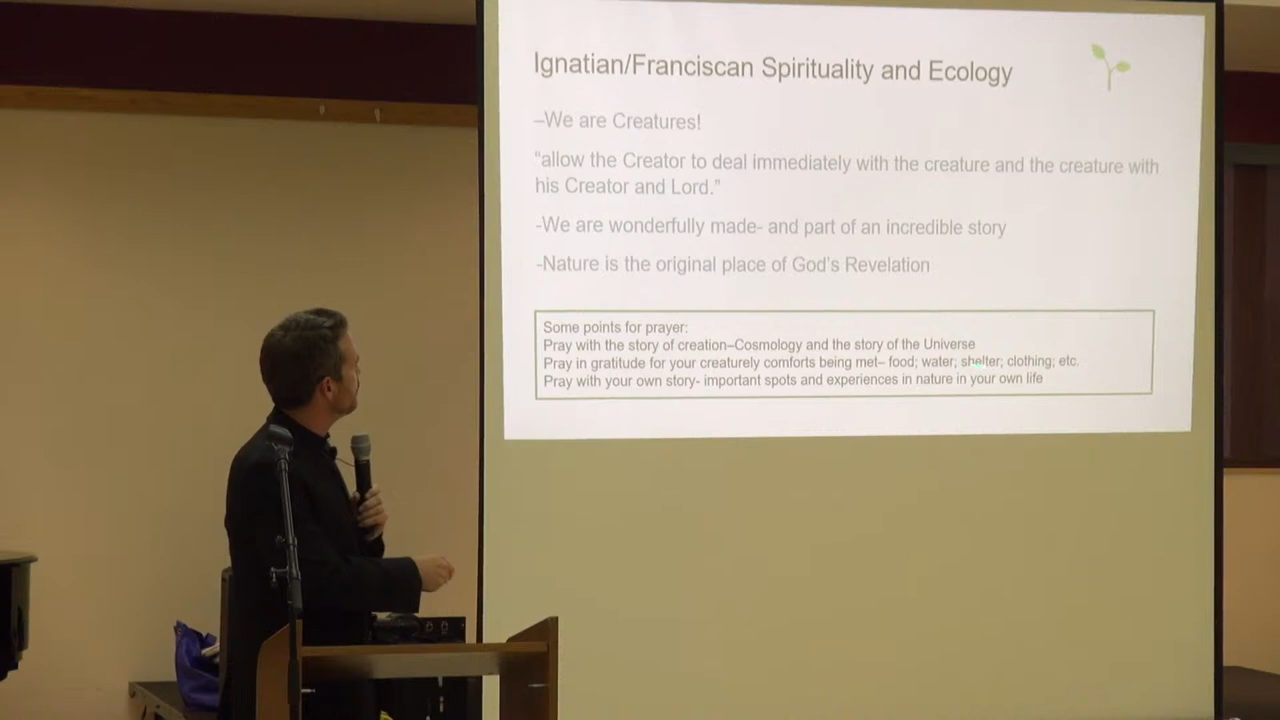 Ignatian/Franciscan Spirituality and Ecology
–We are Creatures!
“allow the Creator to deal immediately with the creature and the creature with
his Creator and Lord.”
-We are wonderfully made- and part of an incredible story
-Nature is the original place of God’s Revelation
Some points for prayer:
Pray with the story of creation–Cosmology and the story of the Universe
Pray in gratitude for your creaturely comforts being met– food; water; shelter; clothing; etc.
Pray with your own story- important spots and experiences in nature in your own life